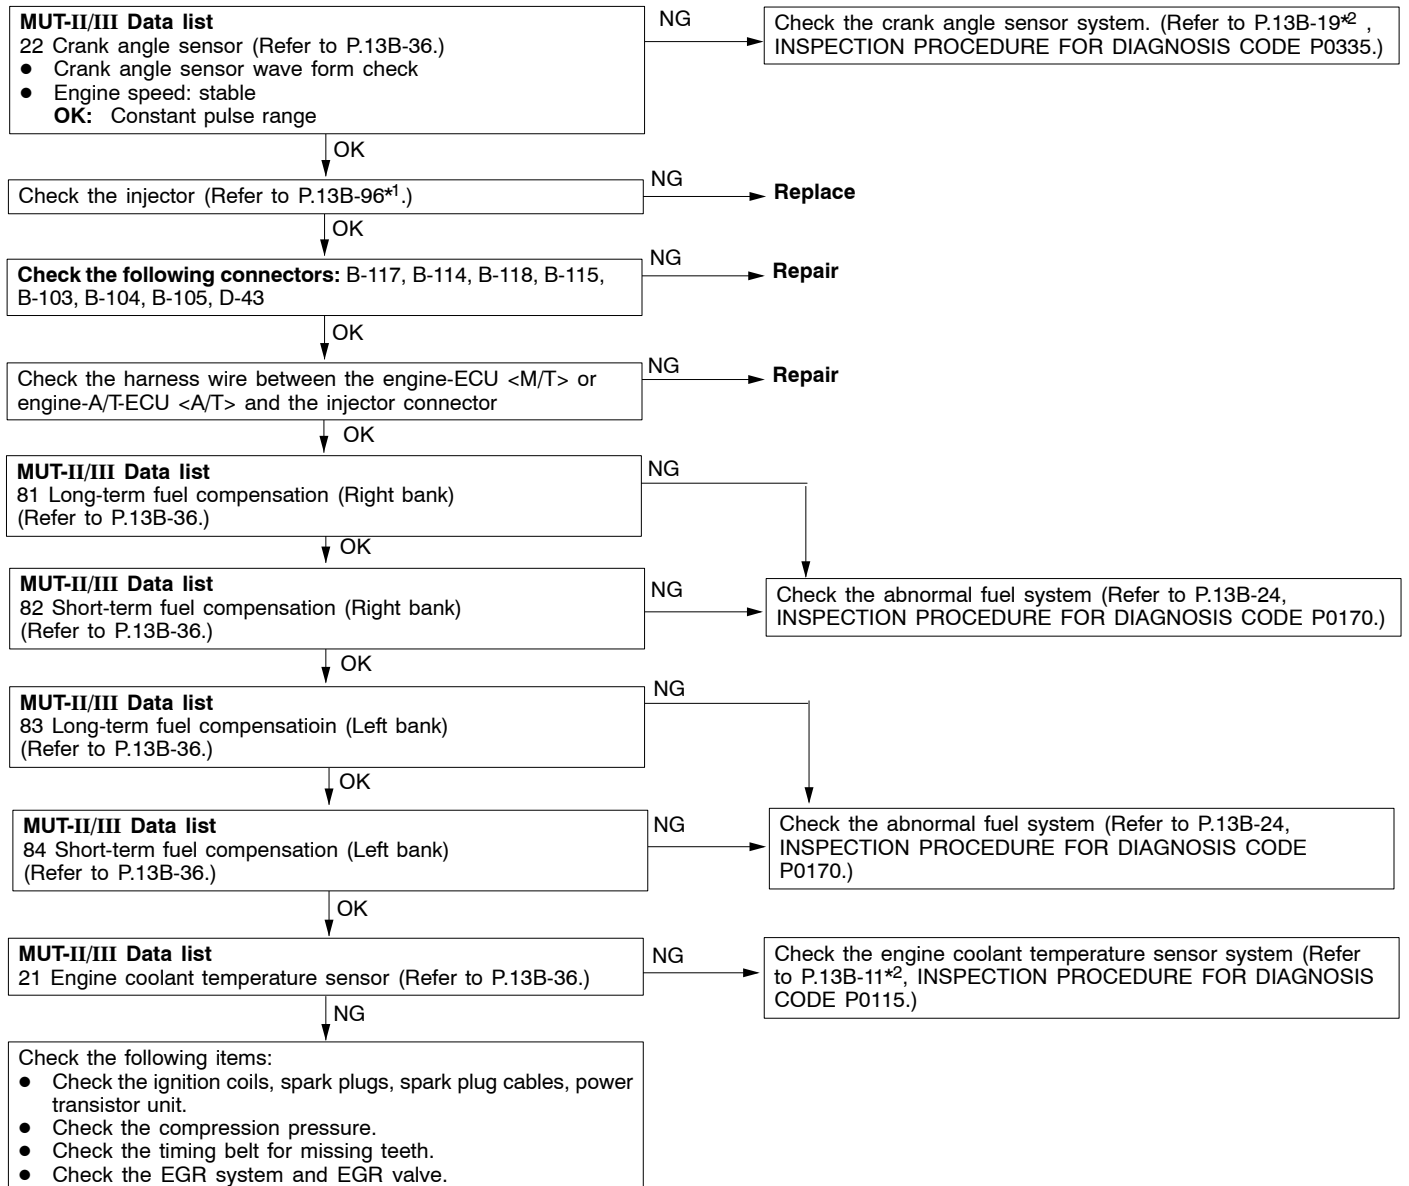 MUT-II/III Data list
22 Crank angle sensor (Refer to P.13B-36.)
● Crank angle sensor wave form check
● Engine speed: stable
OK: Constant pulse range
NG
Check the crank angle sensor system. (Refer to P.13B-19*2 ,
INSPECTION PROCEDURE FOR DIAGNOSIS CODE P0335.)
OK
Check the injector (Refer to P.13B-96*1.)
NG
Replace
OK
Check the following connectors: B-117, B-114, B-118, B-115,
B-103, B-104, B-105, D-43
NG
Repair
OK
Check the harness wire between the engine-ECU <M/T> or
engine-A/T-ECU <A/T> and the injector connector
NG
Repair
OK
MUT-II/III Data list
81 Long-term fuel compensation (Right bank)
(Refer to P.13B-36.)
NG
OK
MUT-II/III Data list
82 Short-term fuel compensation (Right bank)
(Refer to P.13B-36.)
NG
Check the abnormal fuel system (Refer to P.13B-24,
INSPECTION PROCEDURE FOR DIAGNOSIS CODE P0170.)
OK
MUT-II/III Data list
83 Long-term fuel compensatioin (Left bank)
(Refer to P.13B-36.)
NG
OK
MUT-II/III Data list
84 Short-term fuel compensation (Left bank)
(Refer to P.13B-36.)
NG
Check the abnormal fuel system (Refer to P.13B-24,
INSPECTION PROCEDURE FOR DIAGNOSIS CODE
P0170.)
OK
MUT-II/III Data list
21 Engine coolant temperature sensor (Refer to P.13B-36.)
NG
Check the engine coolant temperature sensor system (Refer
to P.13B-11*2, INSPECTION PROCEDURE FOR DIAGNOSIS
CODE P0115.)
NG
Check the following items:
● Check the ignition coils, spark plugs, spark plug cables, power
transistor unit.
● Check the compression pressure.
● Check the timing belt for missing teeth.
● Check the EGR system and EGR valve.